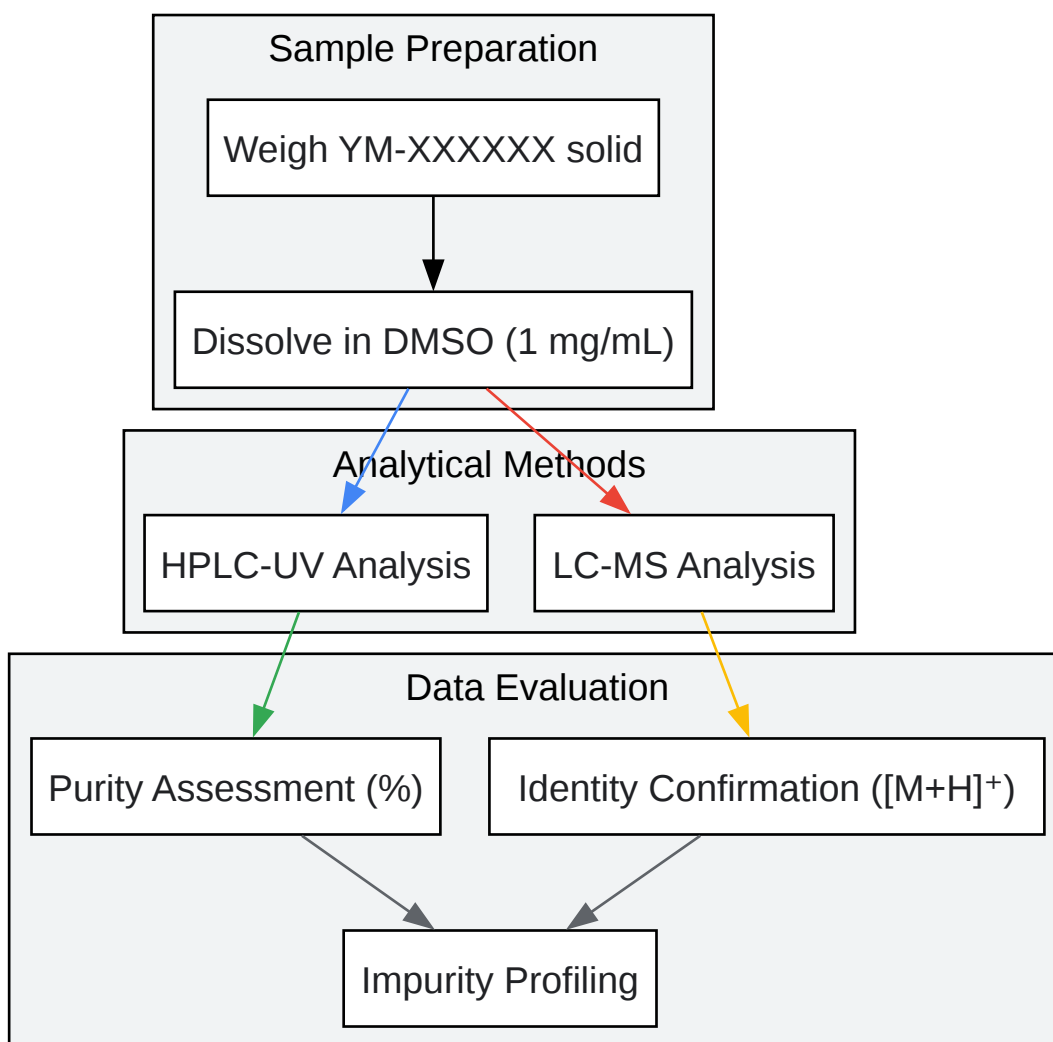 Sample Preparation
Weigh YM-XXXXXX solid
Dissolve in DMSO (1 mg/mL)
Analytical Methods
HPLC-UV Analysis
LC-MS Analysis
Data Evaluation
Purity Assessment (%)
Identity Confirmation ([M+H]⁺)
Impurity Profiling